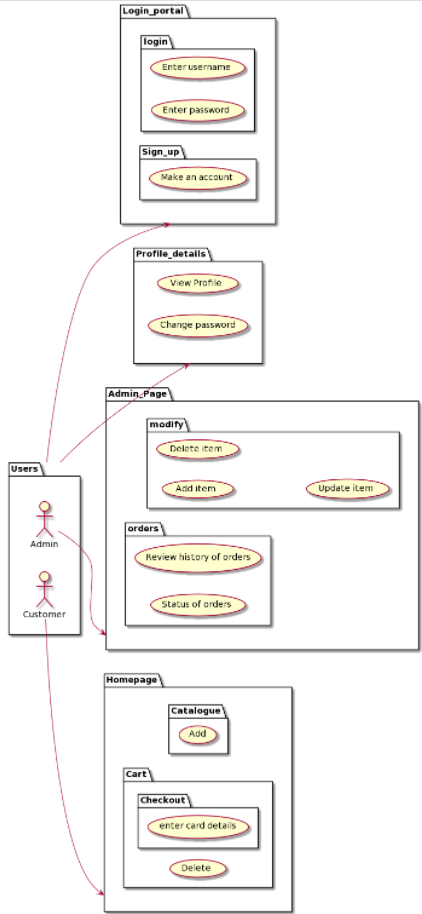 Login_portal
login
Enter username
Enter password
Sign_up
Make an account
Profile_details
View Profile
Change password
Admin_Page
modify
Delete item
Add item
Update item
Users
Admin
Customer
orders
Review history of orders
Status of orders
Homepage
Catalogue
Add
Cart
Checkout
enter card details
Delete